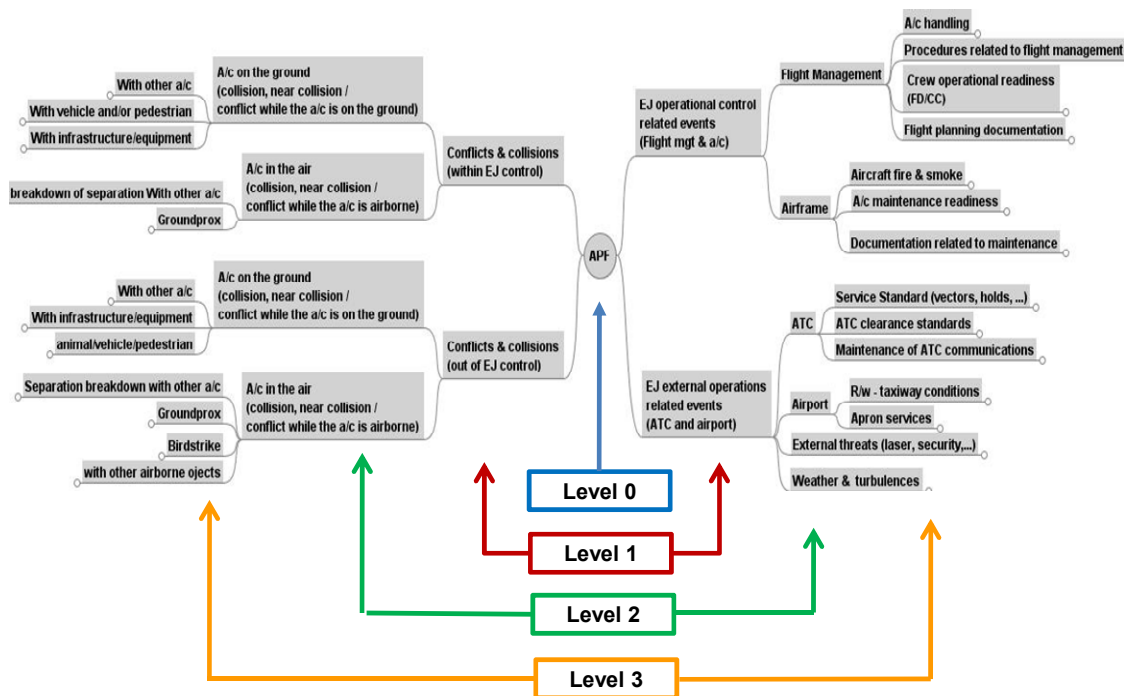 With other a/c
With vehicle and/or pedestrian
With infrastructure/equipment
A/c on the ground
(collision, near collision /
conflict while the a/c is on the ground)
breakdown of separation With other a/c
Groundprox
A/c in the air
(collision, near collision /
conflict while the a/c is airborne)
Conflicts & collisions
(within EJ control)
With other a/c
With infrastructure/equipment
animal/vehicle/pedestrian
A/c on the ground
(collision, near collision /
conflict while the a/c is on the ground)
Separation breakdown with other a/c
Groundprox
Birdstrike
with other airborne ojects
A/c in the air
(collision, near collision /
conflict while the a/c is airborne)
Conflicts & collisions
(out of EJ control)
APF
EJ operational control
related events
(Flight mgt & a/c)
Flight Management
A/c handling
Procedures related to flight management
Crew operational readiness
(FD/CC)
Flight planning documentation
Airframe
Aircraft fire & smoke
A/c maintenance readiness
Documentation related to maintenance
EJ external operations
related events
(ATC and airport)
ATC
Service Standard (vectors, holds, ...)
ATC clearance standards
Maintenance of ATC communications
Airport
R/w - taxiway conditions
Apron services
External threats (laser, security,...)
Weather & turbulences
Level 0
Level 1
Level 2
Level 3